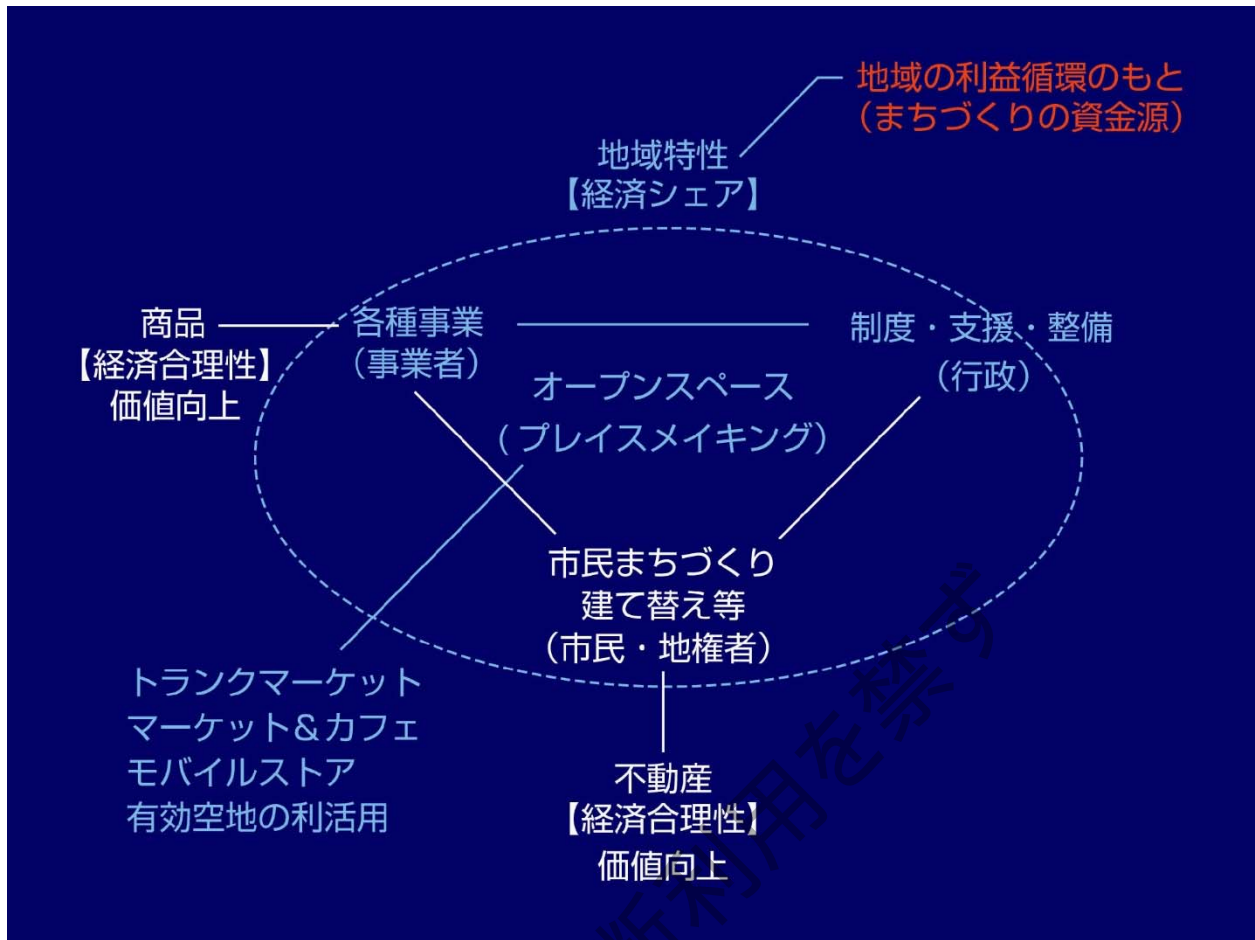 地域の利益循環のもと
（まちづくりの資金源）
地域特性
【経済シェア】
商品
【経済合理性】
価値向上
各種事業
（事業者）
制度・支援・整備
（行政）
オープンスペース
(プレイスメイキング）
市民まちづくり
建て替え等
（市民・地権者）
トランクマーケット
マーケット&カフェ
モバイルストア
有効空地の利活用
不動産
【経済合理性】
価値向上
断利用を禁ず